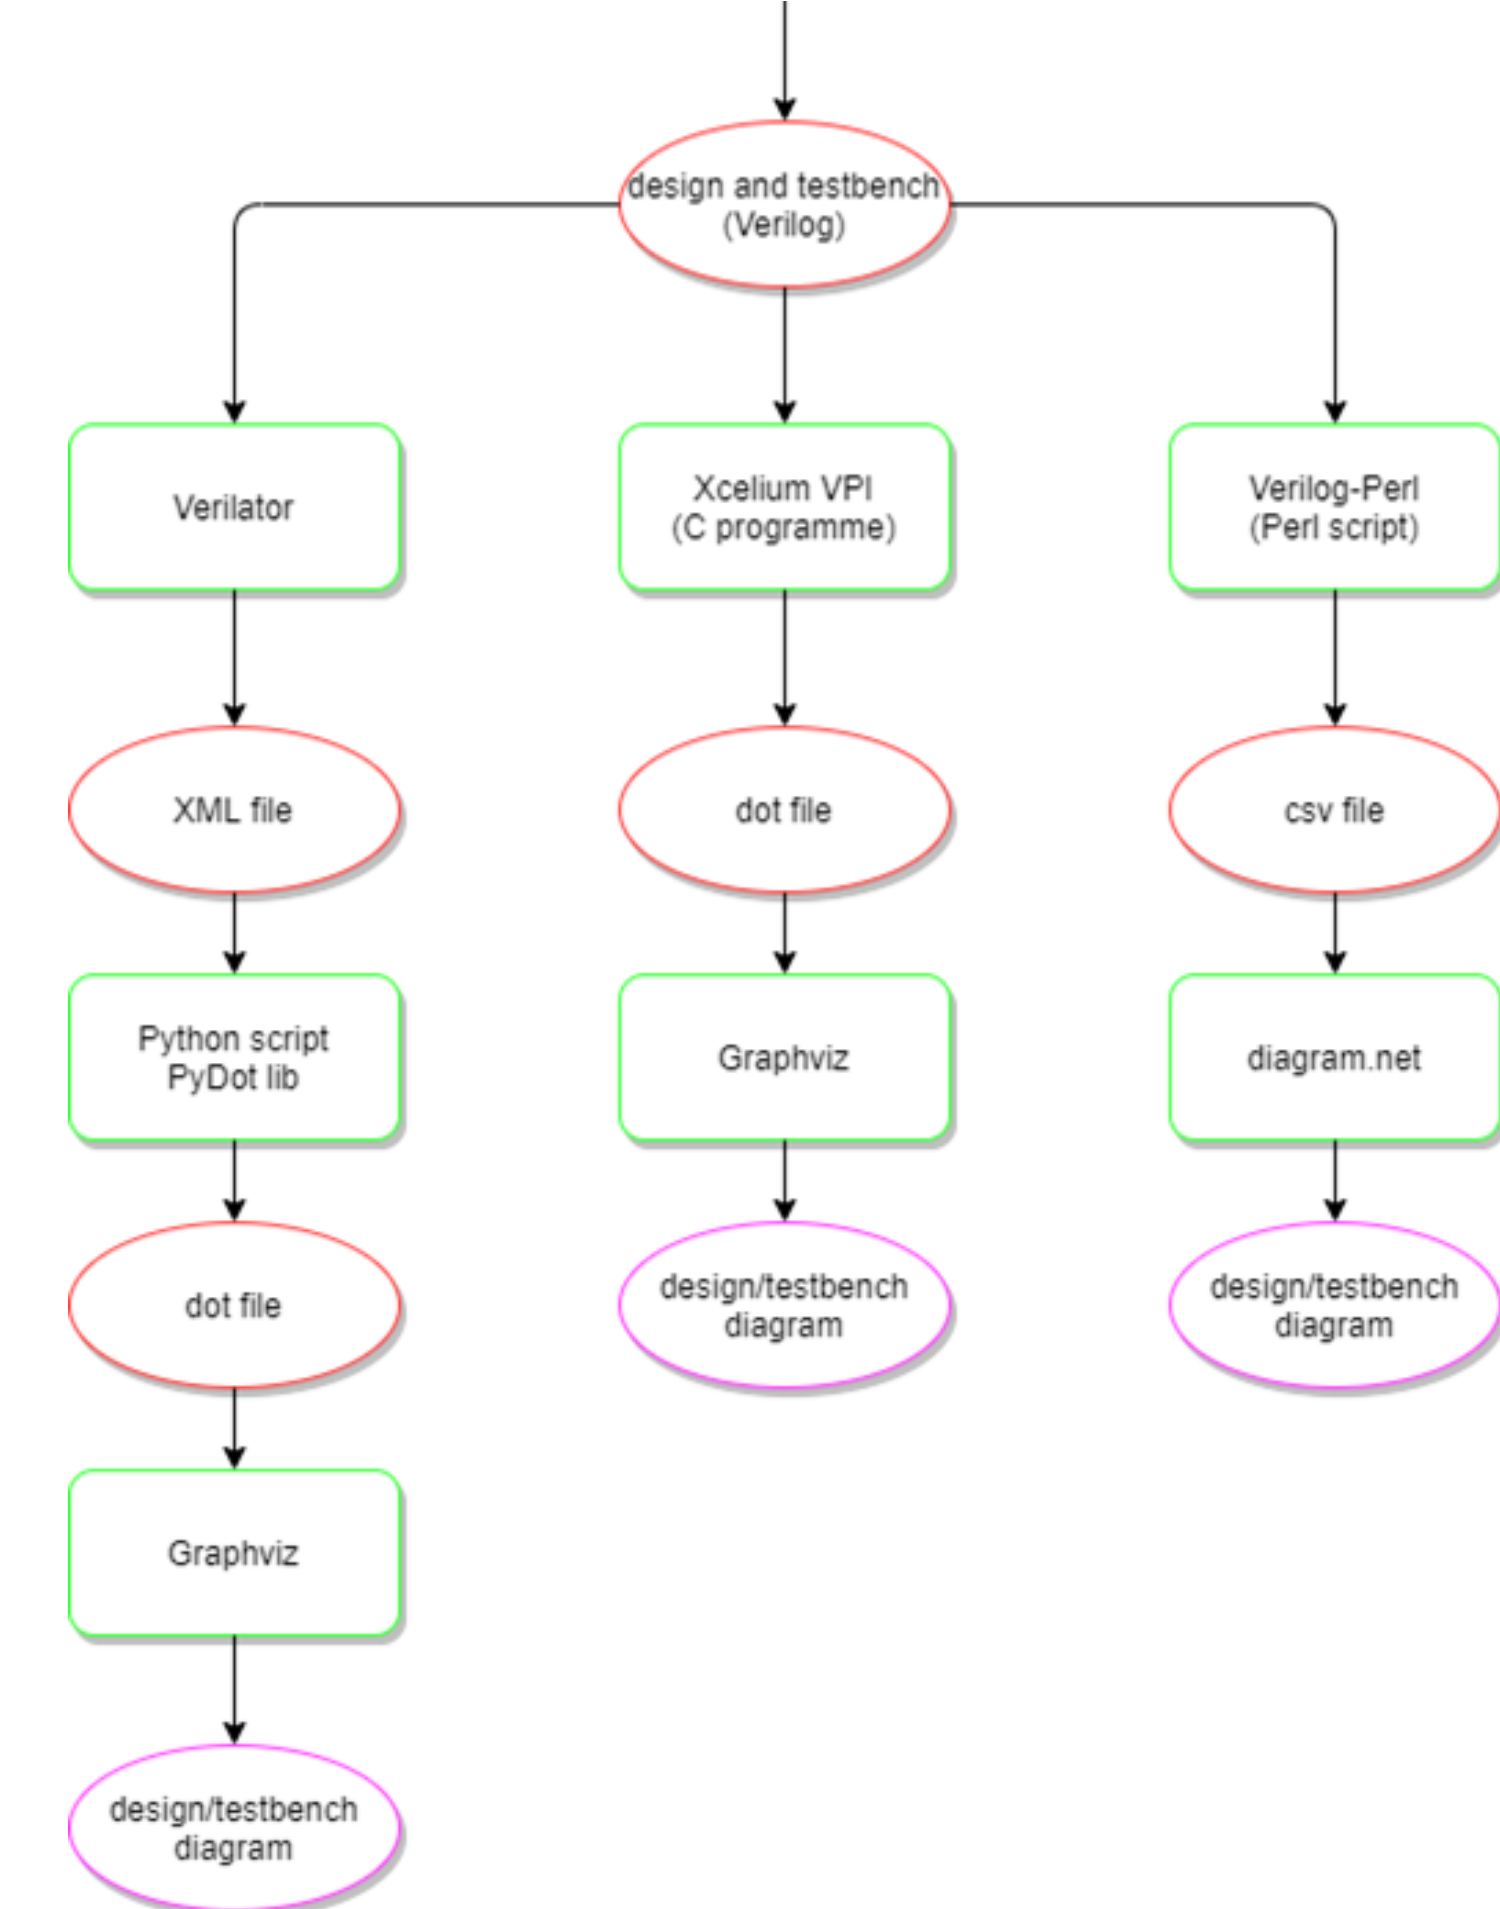 design and testbench
(Verilog)
Verilator
Xcelium VPI
(C programme)
Verilog-Perl
(Perl script)
XML file
dot file
csv file
Python script
PyDot lib
Graphviz
diagram.net
dot file
design/testbench
diagram
design/testbench
diagram
Graphviz
design/testbench
diagram